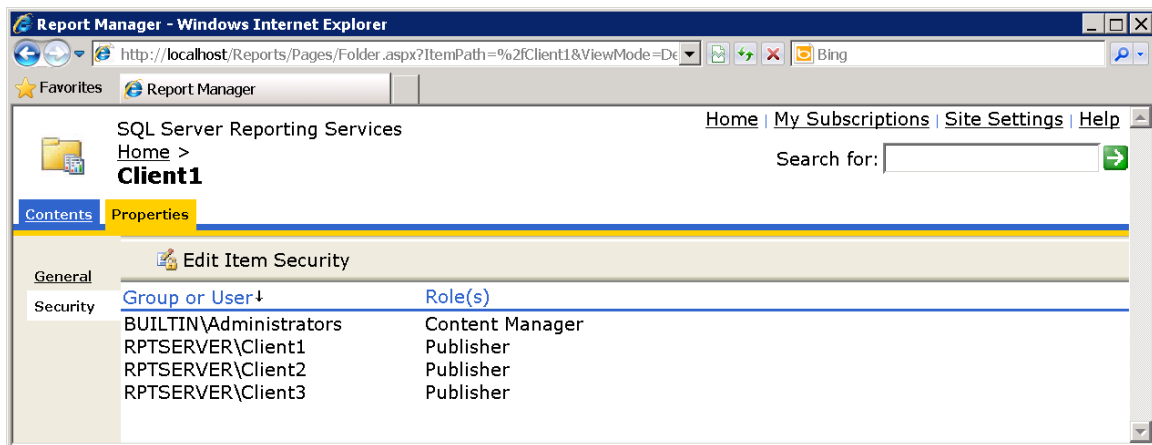 Report Manager - Windows Internet Explorer
http://localhost/Reports/Pages/Folder.aspx?ItemPath=%2fClient1&ViewMode=De
Bing
Favorites
Report Manager
Home | My Subscriptions | Site Settings | Help
SQL Server Reporting Services
Home >
Client1
Search for:
Contents
Properties
Edit Item Security
General
Security
Group or User↓ Role(s)
BUILTIN\Administrators Content Manager
RPTSERVER\Client1 Publisher
RPTSERVER\Client2 Publisher
RPTSERVER\Client3 Publisher